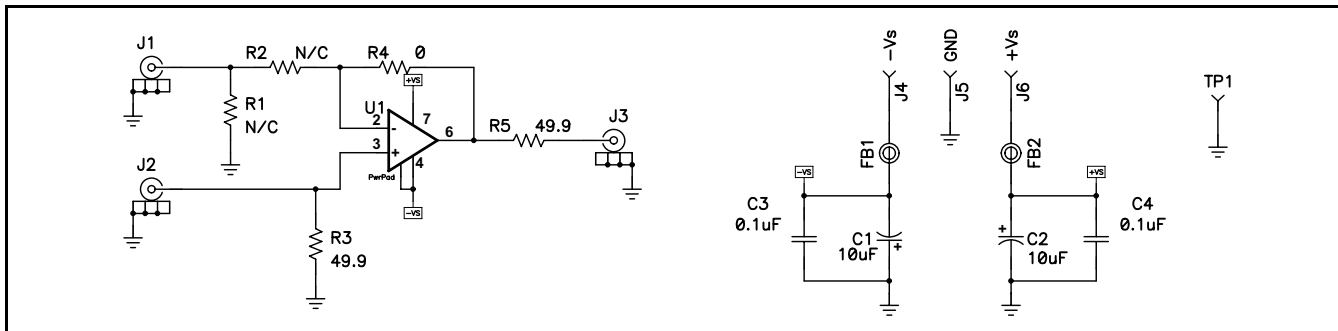 J1
R2 N/C
R4 0
+VS
R1
N/C
U1
2
-
7
3
+
6
4
PwrPad
-VS
R5 49.9
J3
J2
R3
49.9
-Vs
J4
GND
J5
+Vs
J6
TP1
FB1
FB2
-VS
+VS
C3
0.1uF
C1
10uF
+
+
C2
10uF
C4
0.1uF